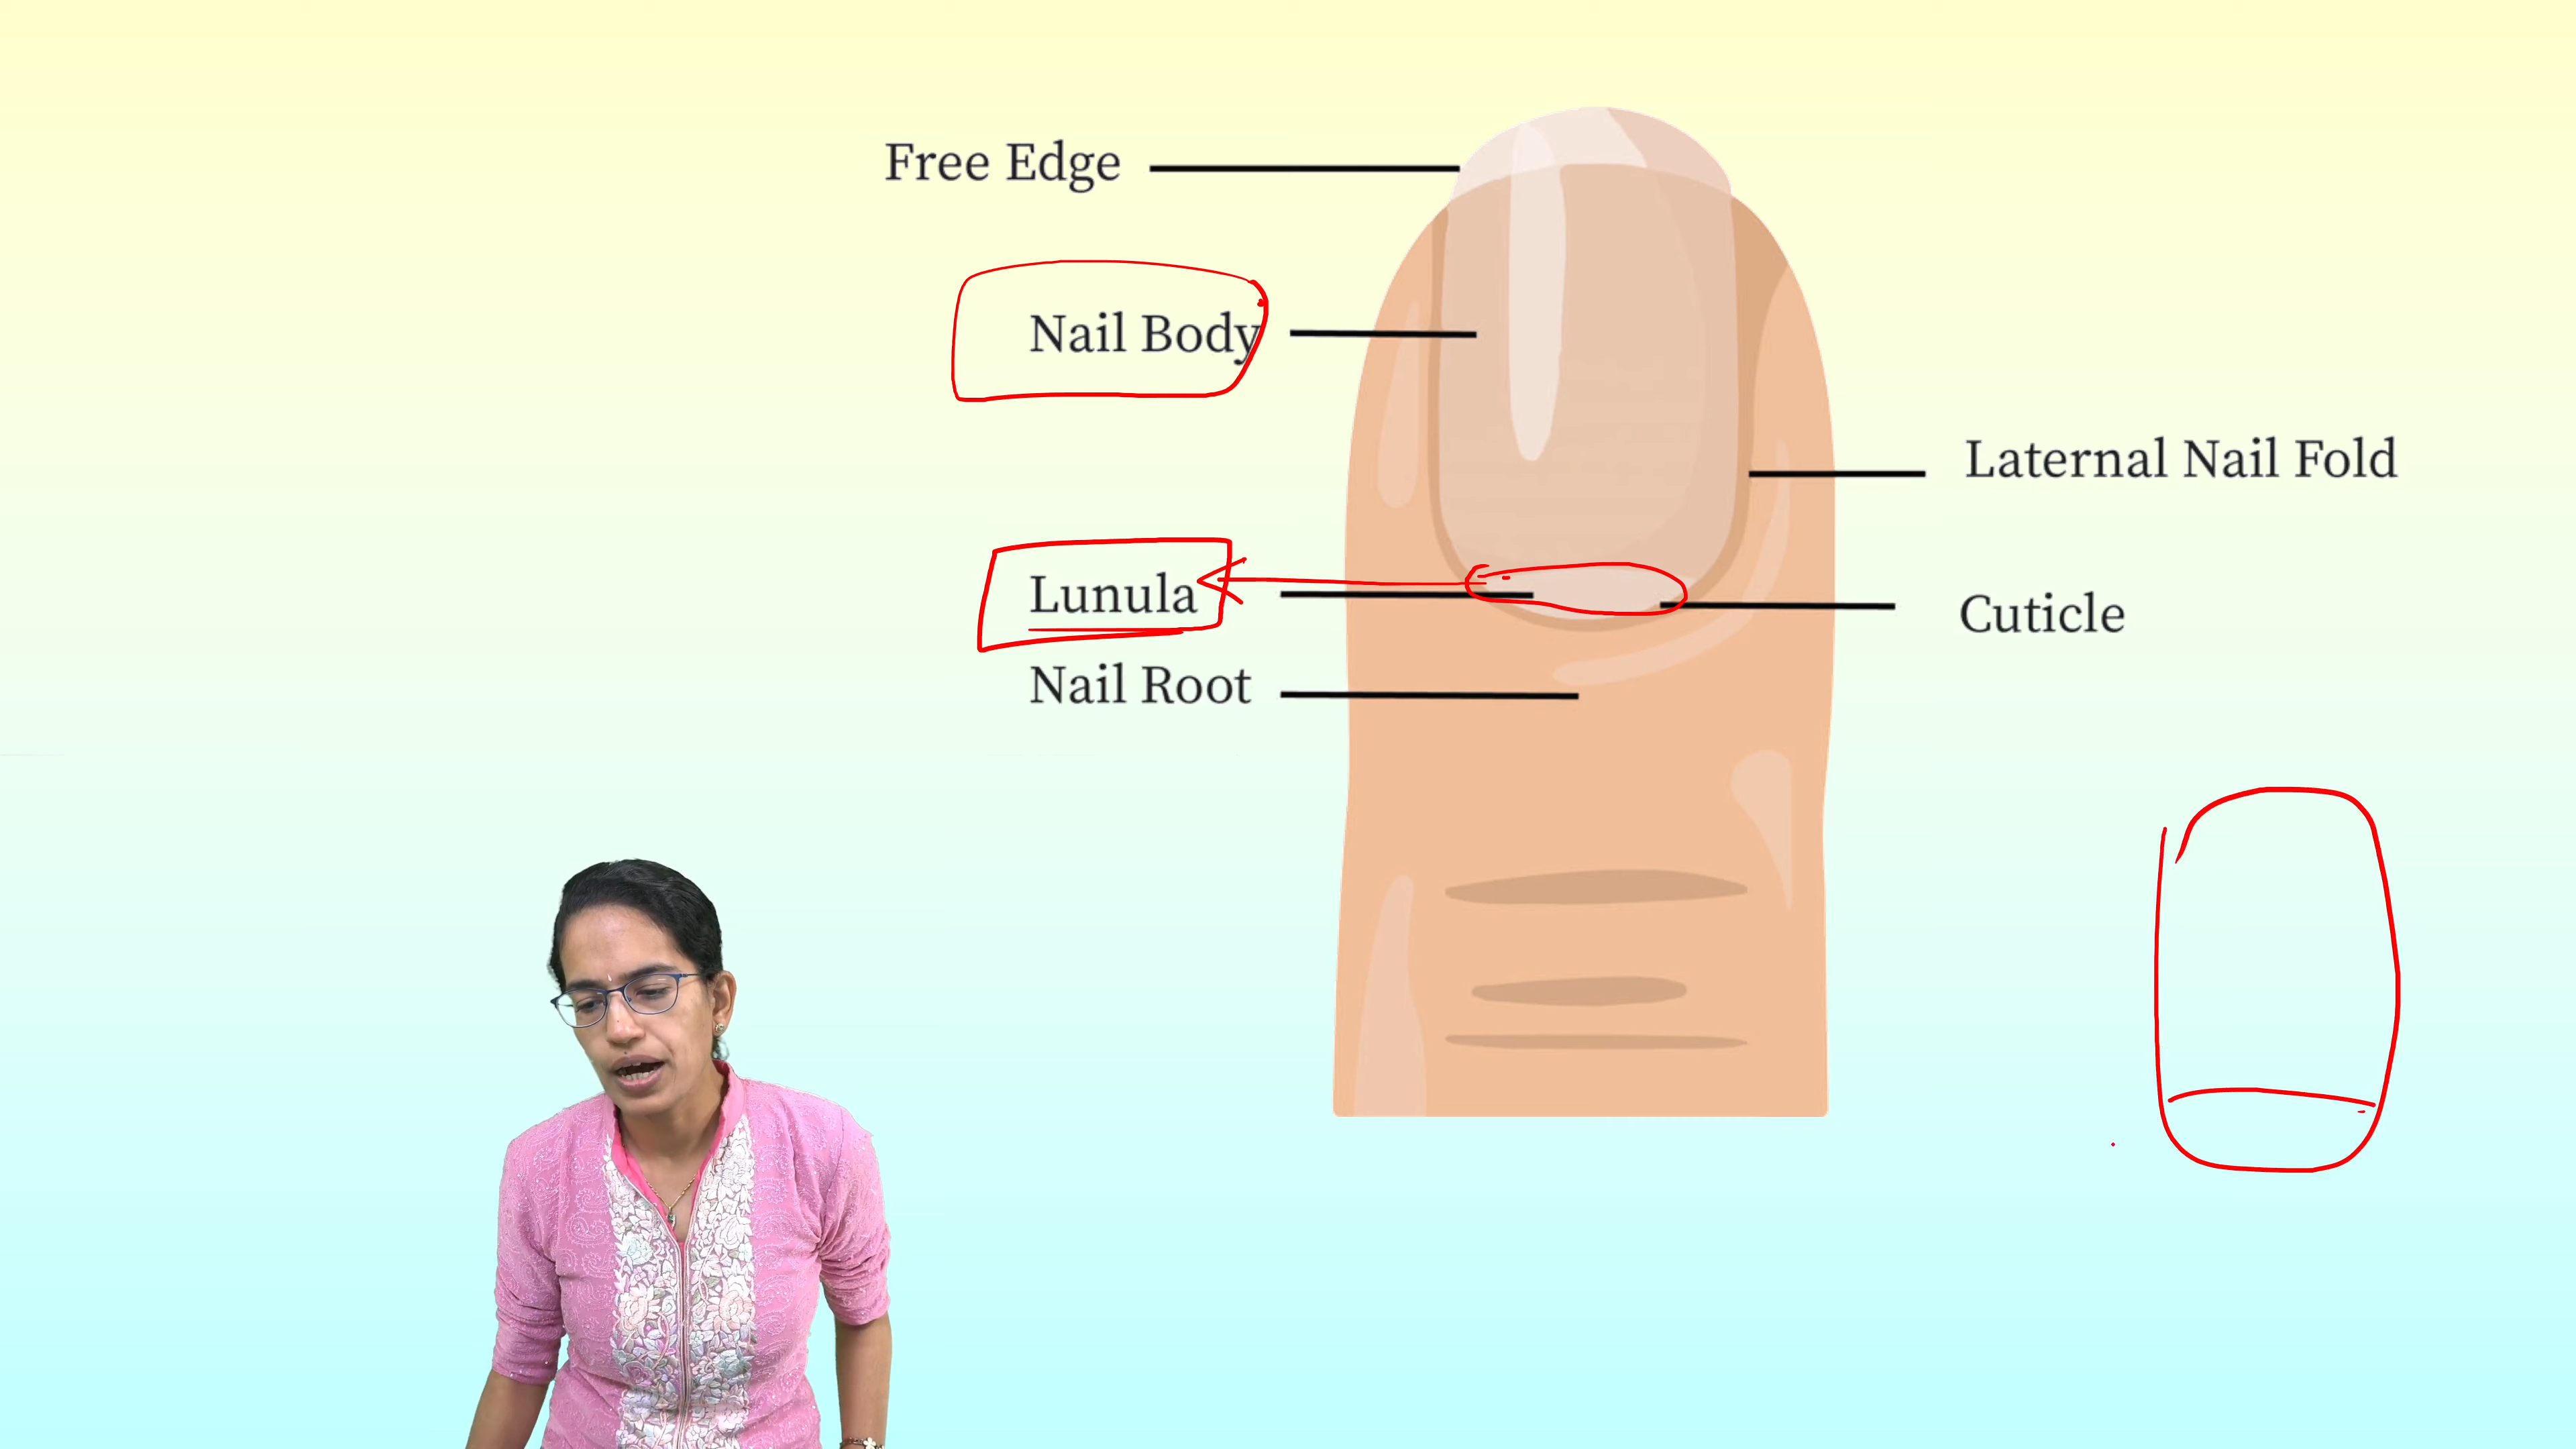 Free Edge
Nail Body
Laternal Nail Fold
Lunula
Cuticle
Nail Root